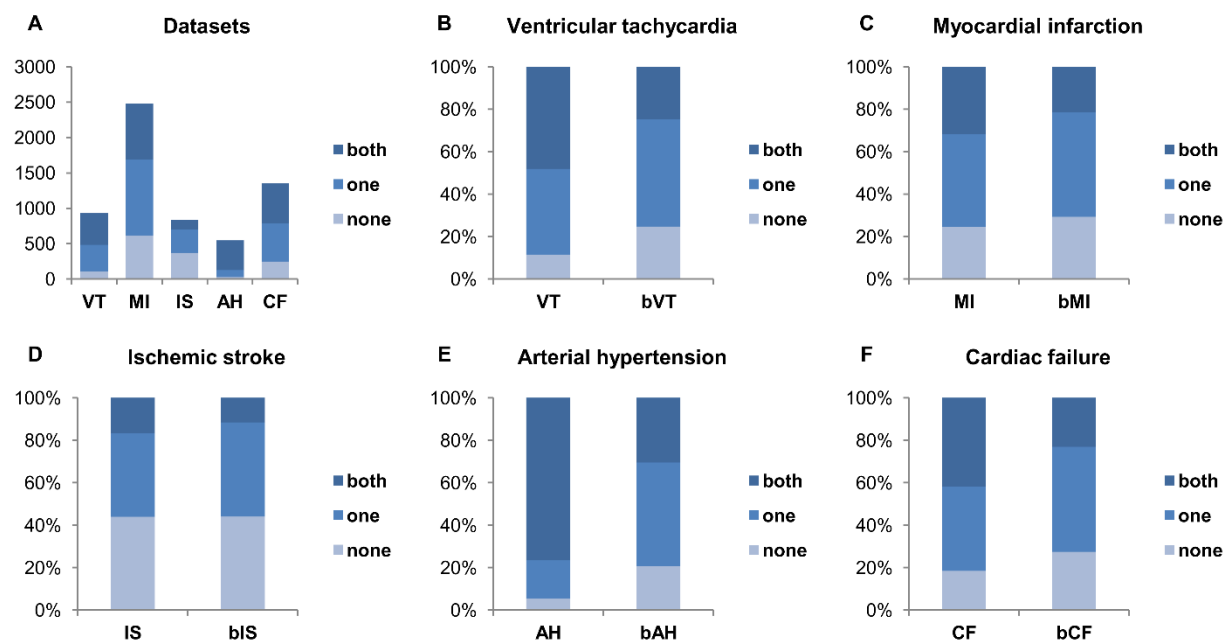 A Datasets
3000
2500
2000
1500
1000
500
0
VT MI IS AH CF
both
one
none
B Ventricular tachycardia
100%
80%
60%
40%
20%
0%
VT bVT
both
one
none
C Myocardial infarction
100%
80%
60%
40%
20%
0%
MI bMI
both
one
none
D Ischemic stroke
100%
80%
60%
40%
20%
0%
IS bIS
both
one
none
E Arterial hypertension
100%
80%
60%
40%
20%
0%
AH bAH
both
one
none
F Cardiac failure
100%
80%
60%
40%
20%
0%
CF bCF
both
one
none